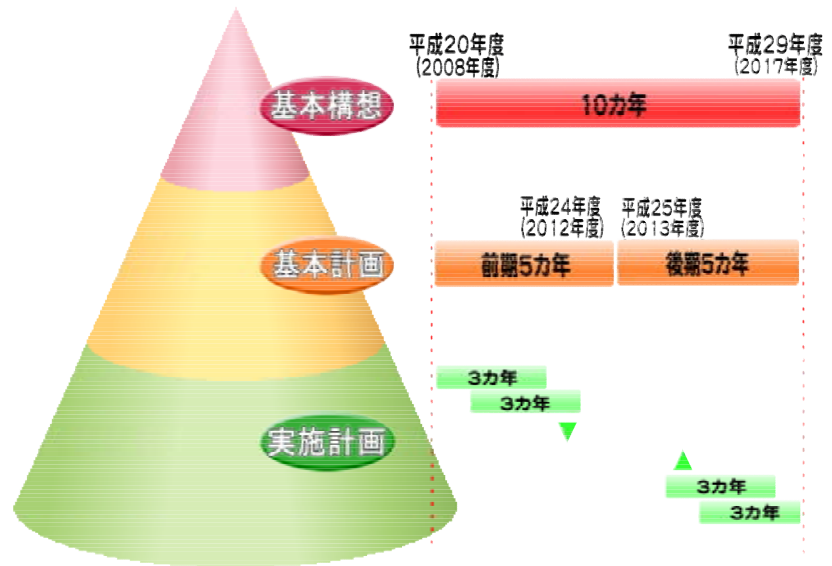 平成20年度
(2008年度)
平成29年度
(2017年度)
基本構想
10カ年
平成24年度
(2012年度)
平成25年度
(2013年度)
基本計画
前期5カ年
後期5カ年
3カ年
3カ年
実施計画
3カ年
3カ年